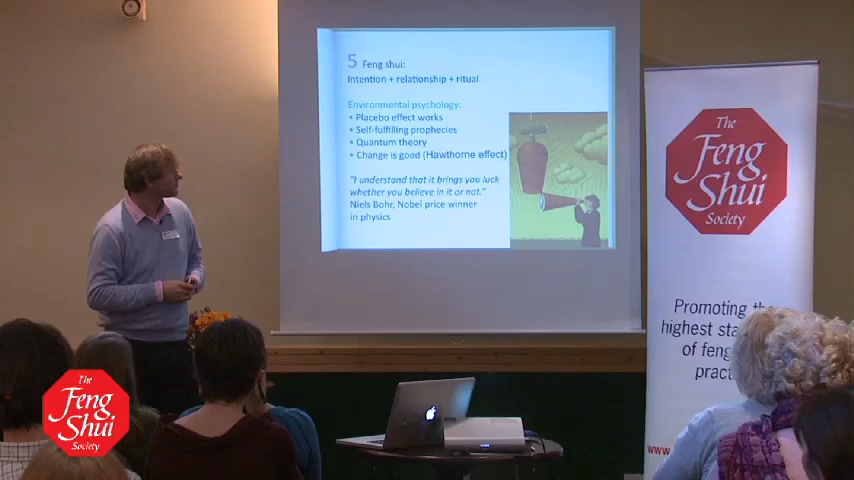 5 Feng shui:
Intention + relationship + ritual
Environmental psychology:
• Placebo effect works
• Self-fulfilling prophecies
• Quantum theory
• Change is good (Hawthorne effect)
"I understand that it brings you luck
whether you believe in it or not."
Niels Bohr, Nobel price winner
in physics
The
Feng
Shui
Society
Promoting the
highest sta
of feng
pract
www.
The
Feng
Shui
Society